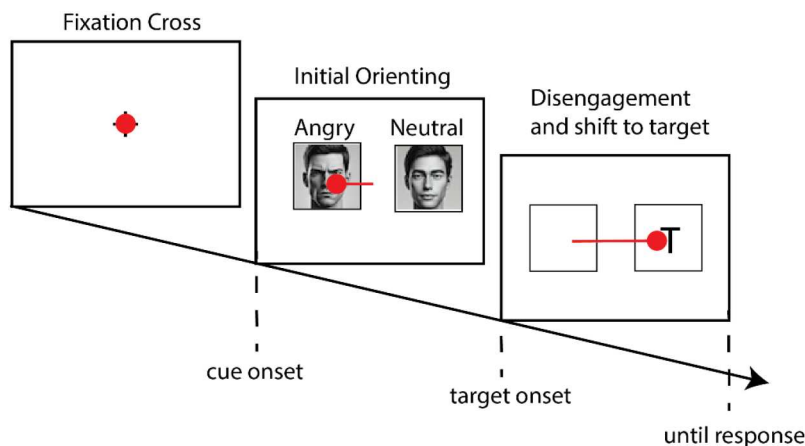 Fixation Cross
Initial Orienting
Angry Neutral
Disengagement
and shift to target
T
cue onset
target onset
until response